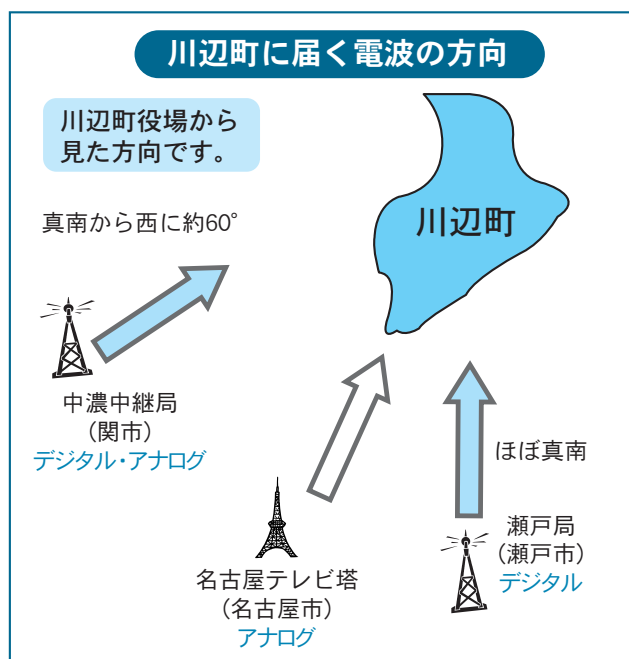 川辺町に届く電波の方向
川辺町役場から
見た方向です。
真南から西に約60°
川辺町
中濃中継局
(関市)
デジタル・アナログ
ほぼ真南
瀬戸局
(瀬戸市)
デジタル
名古屋テレビ塔
(名古屋市)
アナログ